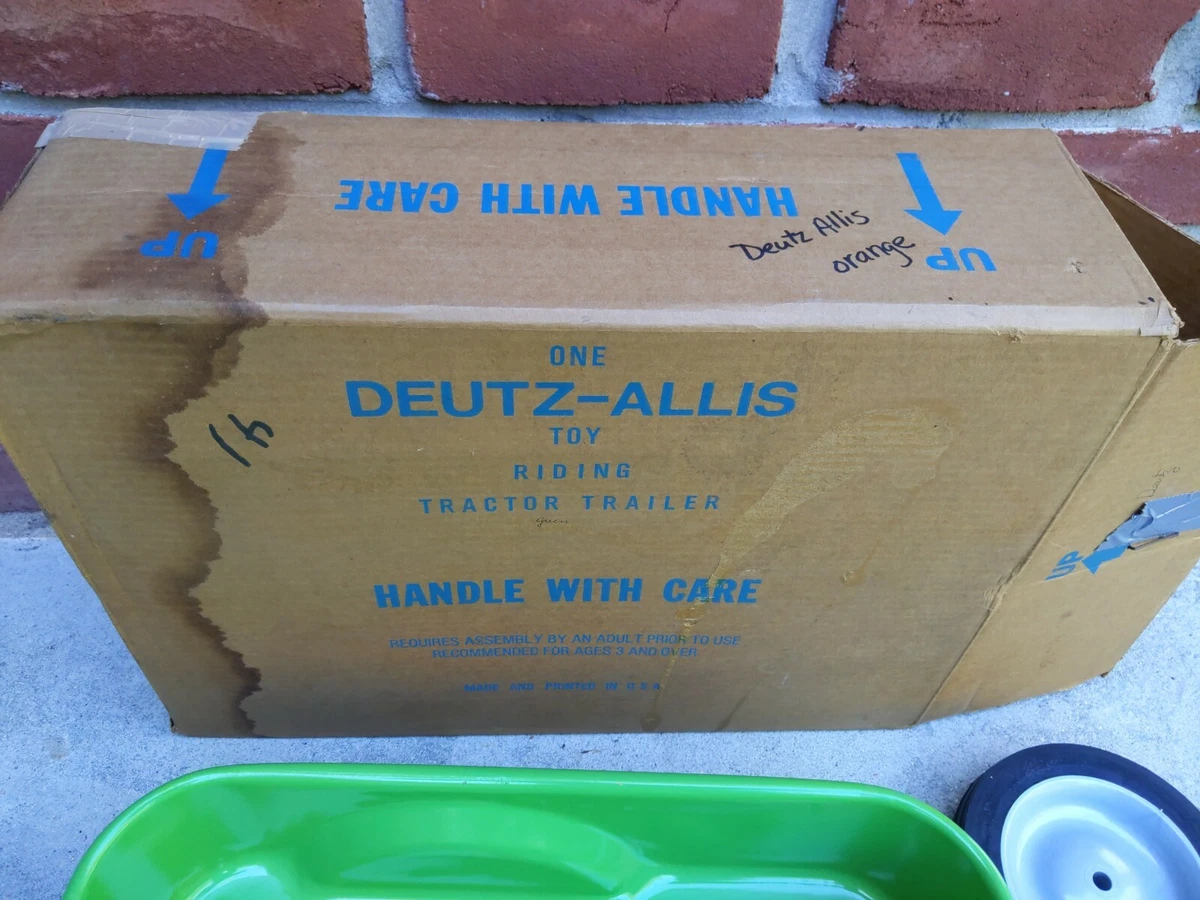 HANDLE WITH CARE
UP
UP
Deutz Allis
orange
ONE
DEUTZ-ALLIS
TOY
RIDING
TRACTOR TRAILER
green
HANDLE WITH CARE
REQUIRES ASSEMBLY BY AN ADULT PRIOR TO USE
RECOMMENDED FOR AGES 3 AND OVER
MADE AND PRINTED IN U S A
UP